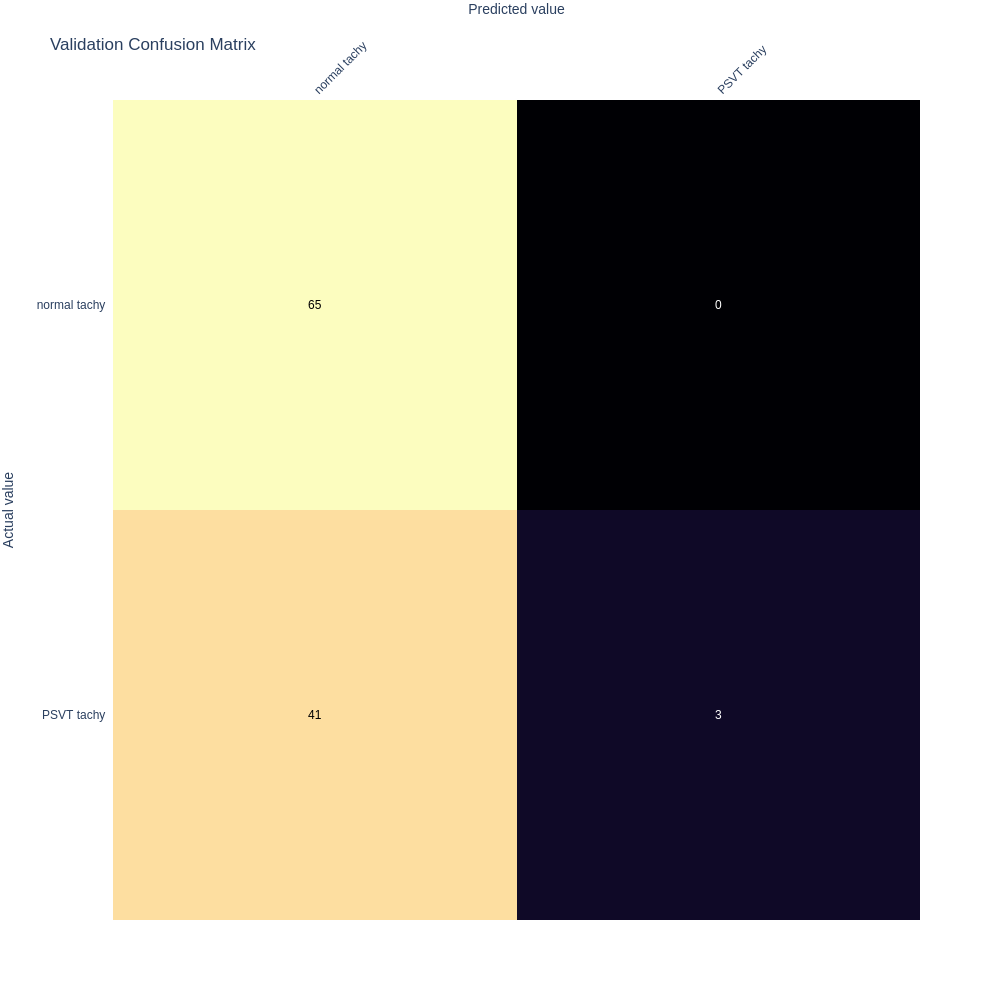 Predicted value
Validation Confusion Matrix
normal tachy
PSVT tachy
normal tachy
65
0
Actual value
PSVT tachy
41
3